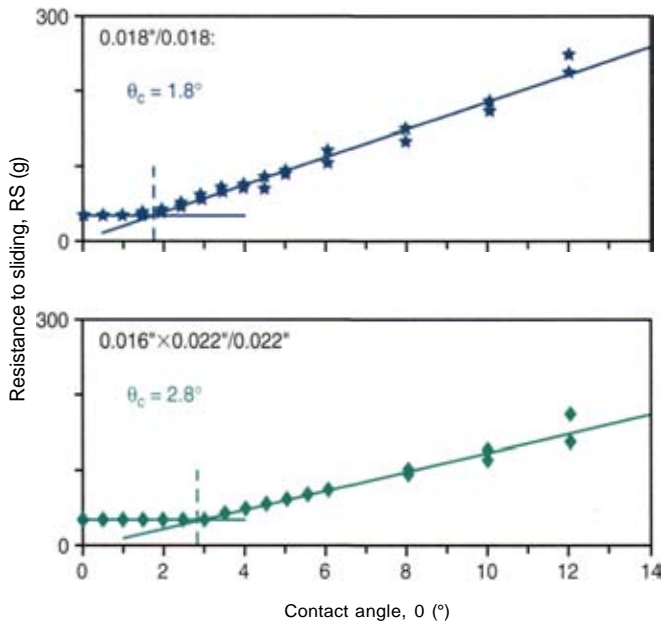 300
0.018"/0.018:
θc = 1.8°
0
300
0.016"×0.022"/0.022"
θc = 2.8°
0
0 2 4 6 8 10 12 14
Resistance to sliding, RS (g)
Contact angle, 0 (°)